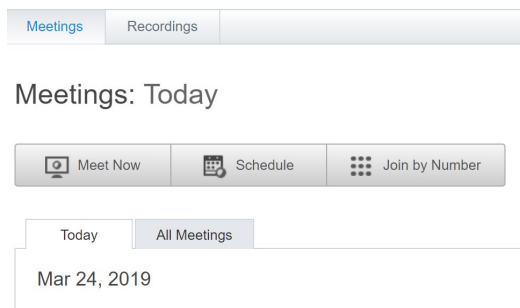 Meetings Recordings
Meetings: Today
Meet Now Schedule Join by Number
Today All Meetings
Mar 24, 2019